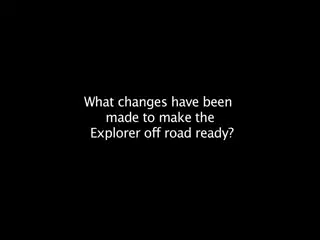 What changes have been
made to make the
Explorer off road ready?